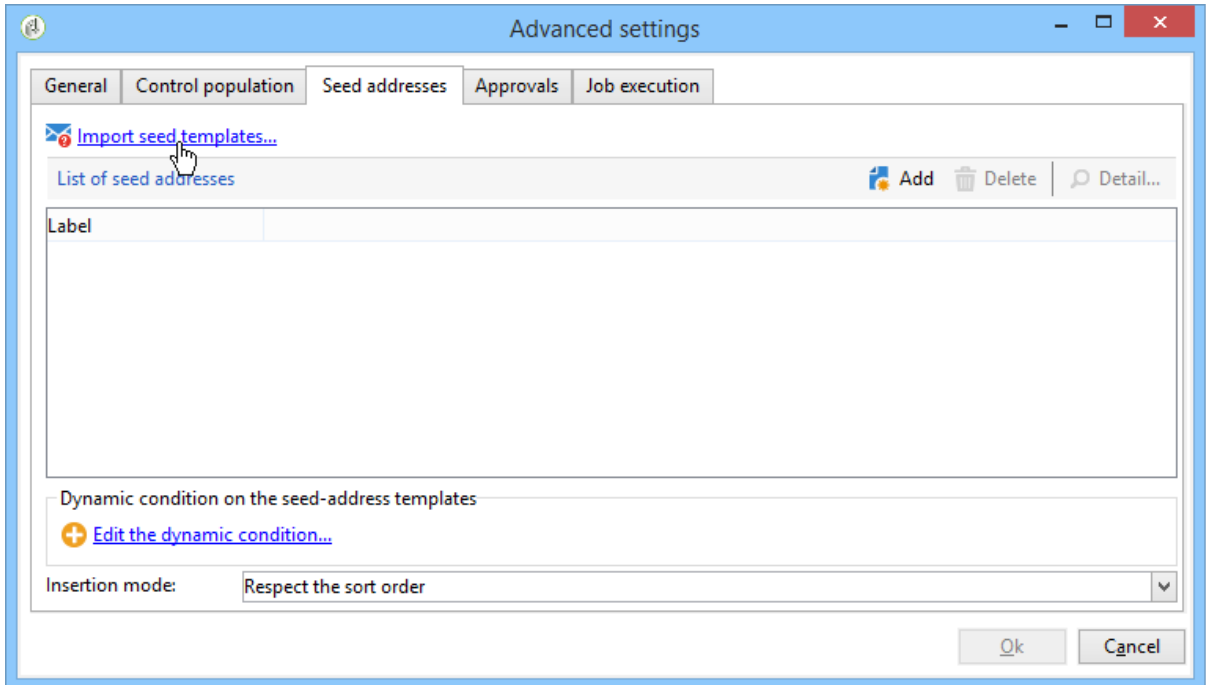 Advanced settings
General Control population Seed addresses Approvals Job execution
Import seed templates...
List of seed addresses Add Delete Detail...
Label
Dynamic condition on the seed-address templates
Edit the dynamic condition...
Insertion mode: Respect the sort order
Ok Cancel